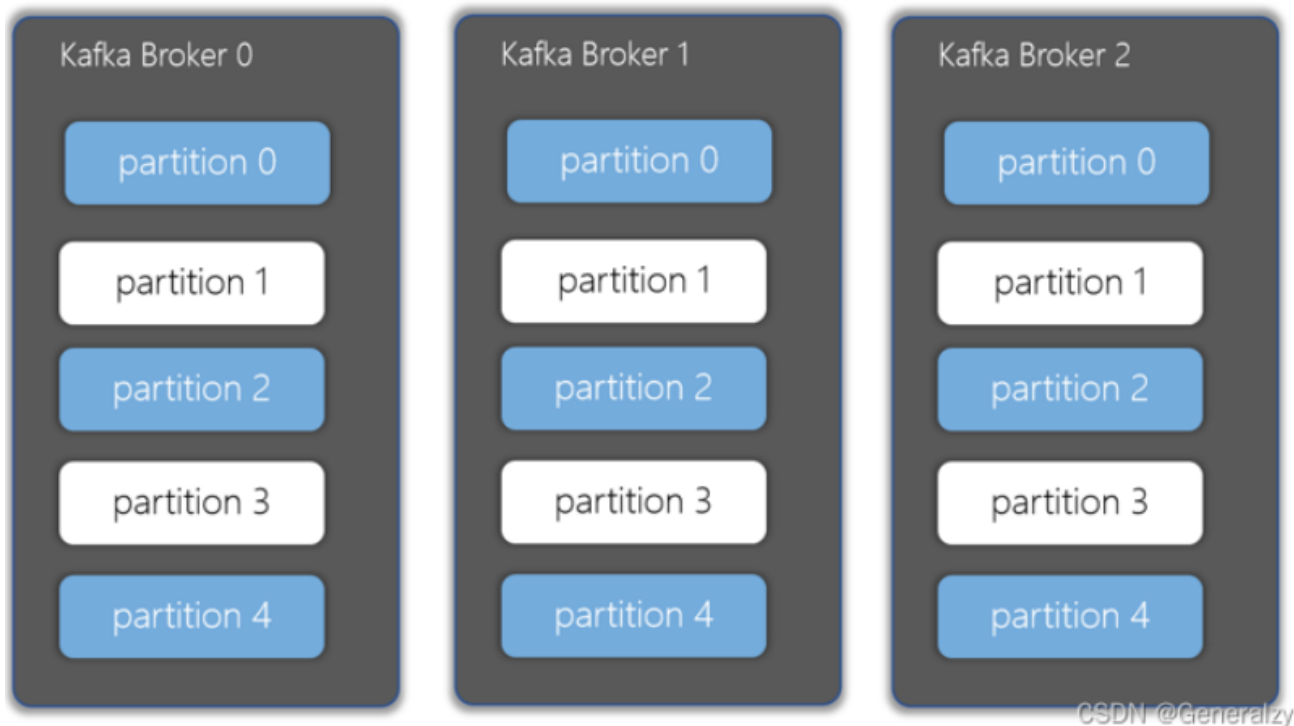 Kafka Broker 0
partition 0
partition 1
partition 2
partition 3
partition 4
Kafka Broker 1
partition 0
partition 1
partition 2
partition 3
partition 4
Kafka Broker 2
partition 0
partition 1
partition 2
partition 3
partition 4
CSDN @Generalzy